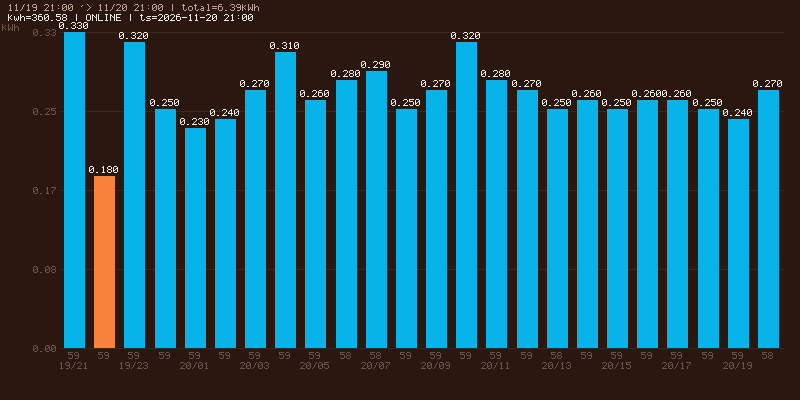 11/19 21:00 -> 11/20 21:00 | total=6.39kWh
Kwh=360.58 | ONLINE | ts=2026-11-20 21:00
kWh
0.33 0.25 0.17 0.08 0.00
0.330 0.180 0.320 0.250 0.230 0.240 0.270 0.310 0.260 0.280 0.290 0.250 0.270 0.320 0.280 0.270 0.250 0.260 0.250 0.260 0.260 0.250 0.240 0.270
59 59 59 59 59 59 59 59 59 58 58 59 59 59 59 59 58 59 59 59 59 59 59 58
19/21 19/23 20/01 20/03 20/05 20/07 20/09 20/11 20/13 20/15 20/17 20/19